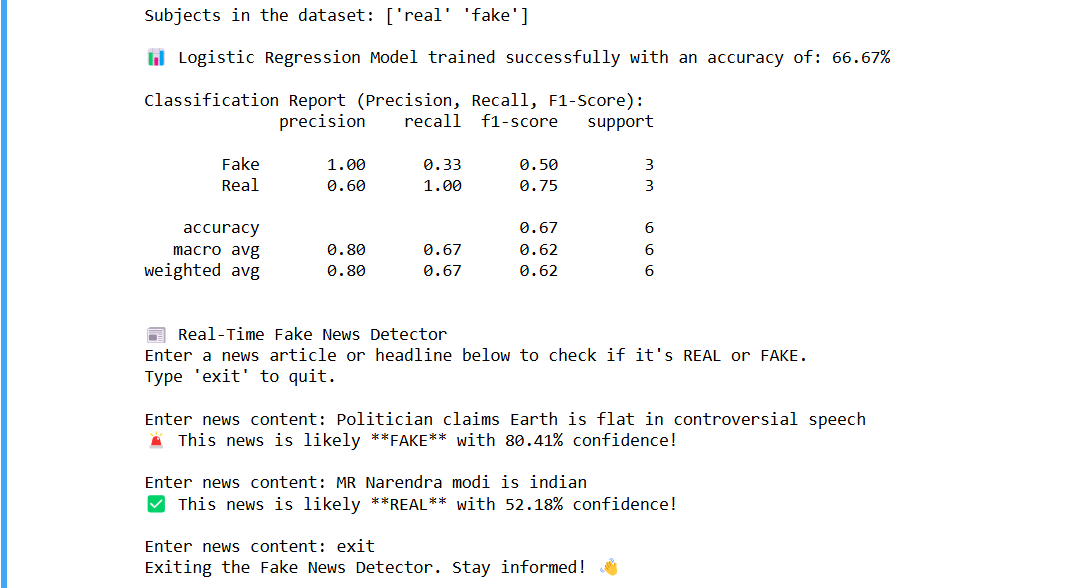 Subjects in the dataset: ['real' 'fake']
📊 Logistic Regression Model trained successfully with an accuracy of: 66.67%
Classification Report (Precision, Recall, F1-Score):
precision recall f1-score support
Fake 1.00 0.33 0.50 3
Real 0.60 1.00 0.75 3
accuracy 0.67 6
macro avg 0.80 0.67 0.62 6
weighted avg 0.80 0.67 0.62 6
📰 Real-Time Fake News Detector
Enter a news article or headline below to check if it's REAL or FAKE.
Type 'exit' to quit.
Enter news content: Politician claims Earth is flat in controversial speech
🚨 This news is likely **FAKE** with 80.41% confidence!
Enter news content: MR Narendra modi is indian
✅ This news is likely **REAL** with 52.18% confidence!
Enter news content: exit
Exiting the Fake News Detector. Stay informed! 👋